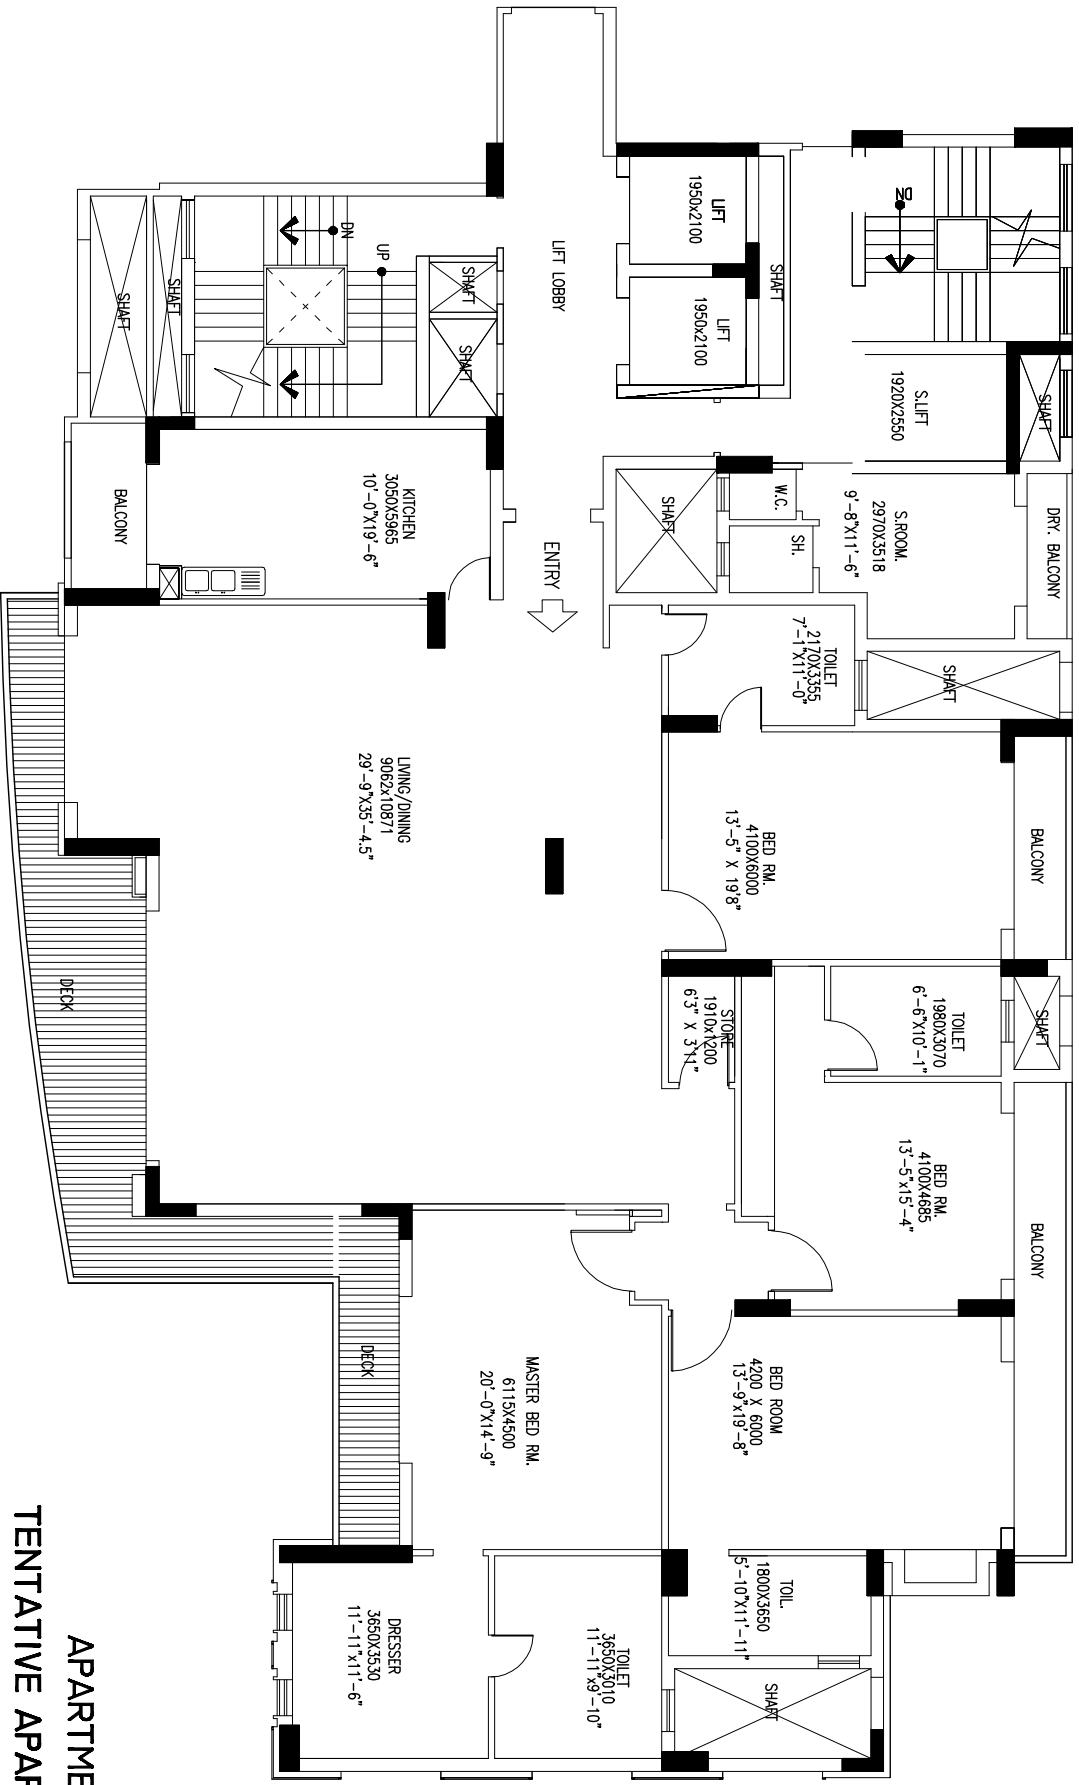 DN
SHAFT
S.LIFT
1920X2550
SHAFT
DRY. BALCONY
S.ROOM.
2970X3518
9'-8"X11'-6"
LIFT
1950x2100
LIFT
1950x2100
SHAFT
W.C.
SH.
LIFT LOBBY
ENTRY
UP
DN
SHAFT
SHAFT
SHAFT
SHAFT
KITCHEN
3050X5965
10'-0"X19'-6"
BALCONY
TOILET
2170X3355
7'-1"X11'-0"
SHAFT
BALCONY
BED RM.
4100X6000
13'-5" X 19'8"
LIVING/DINING
9062x10871
29'-9"X35'-4.5"
DECK
STORE
1910x1200
6'3" X 3'11"
TOILET
1980X3070
6'-6"X10'-1"
SHAFT
BED RM.
4100X4685
13'-5"x15'-4"
BALCONY
BED ROOM
4200 X 6000
13'-9"x19'-8"
MASTER BED RM.
6115X4500
20'-0"X14'-9"
DECK
TOIL.
1800X3650
5'-10"X11'-11"
TOILET
3650X3010
11'-11"x9'-10"
DRESSER
3650X3530
11'-11"x11'-6"
SHAFT
APARTME
TENTATIVE APAR